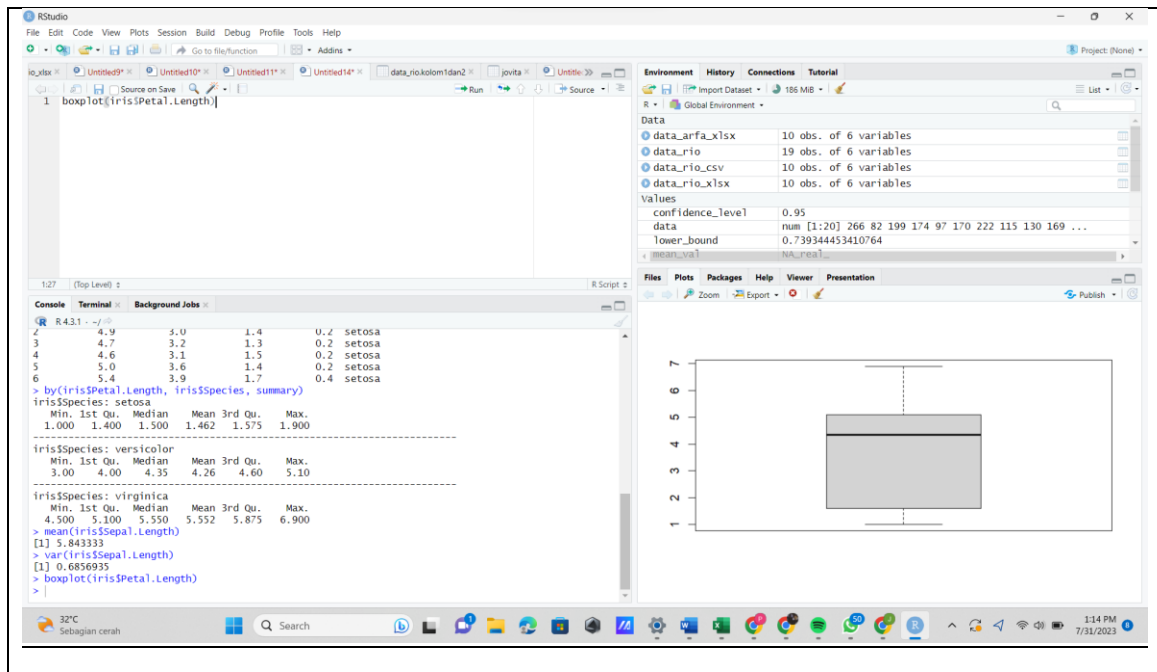 RStudio
File Edit Code View Plots Session Build Debug Profile Tools Help
Go to file/function Addins Project: (None)
io_xlsx Untitled9* Untitled10* Untitled11* Untitled14* data_rio.kolom1dan2 jovita Untitle
Source on Save Run Source
1 boxplot(iris$Petal.Length)
1:27 (Top Level) R Script
Console Terminal Background Jobs
R 4.3.1 · ~/
2 4.9 3.0 1.4 0.2 setosa
3 4.7 3.2 1.3 0.2 setosa
4 4.6 3.1 1.5 0.2 setosa
5 5.0 3.6 1.4 0.2 setosa
6 5.4 3.9 1.7 0.4 setosa
> by(iris$Petal.Length, iris$Species, summary)
iris$Species: setosa
Min. 1st Qu. Median Mean 3rd Qu. Max.
1.000 1.400 1.500 1.462 1.575 1.900
------------------------------------------------------------------------
iris$Species: versicolor
Min. 1st Qu. Median Mean 3rd Qu. Max.
3.00 4.00 4.35 4.26 4.60 5.10
------------------------------------------------------------------------
iris$Species: virginica
Min. 1st Qu. Median Mean 3rd Qu. Max.
4.500 5.100 5.550 5.552 5.875 6.900
> mean(iris$Sepal.Length)
[1] 5.843333
> var(iris$Sepal.Length)
[1] 0.6856935
> boxplot(iris$Petal.Length)
>
Environment History Connections Tutorial
Import Dataset 186 MiB List
R Global Environment
Data
data_arfa_xlsx 10 obs. of 6 variables
data_rio 19 obs. of 6 variables
data_rio_csv 10 obs. of 6 variables
data_rio_xlsx 10 obs. of 6 variables
Values
confidence_level 0.95
data num [1:20] 266 82 199 174 97 170 222 115 130 169 ...
lower_bound 0.739344453410764
mean_val NA_real_
Files Plots Packages Help Viewer Presentation
Zoom Export Publish
7
6
5
4
3
2
1
32°C
Sebagian cerah
Search
50
1:14 PM
7/31/2023
8